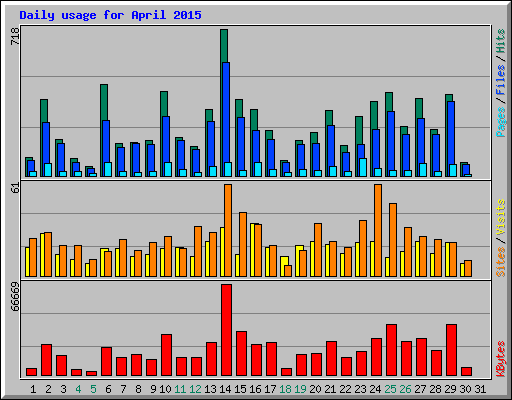 Daily usage for April 2015
718
Pages / Files / Hits
61
Sites / Visits
66669
KBytes
1 2 3 4 5 6 7 8 9 10 11 12 13 14 15 16 17 18 19 20 21 22 23 24 25 26 27 28 29 30 31